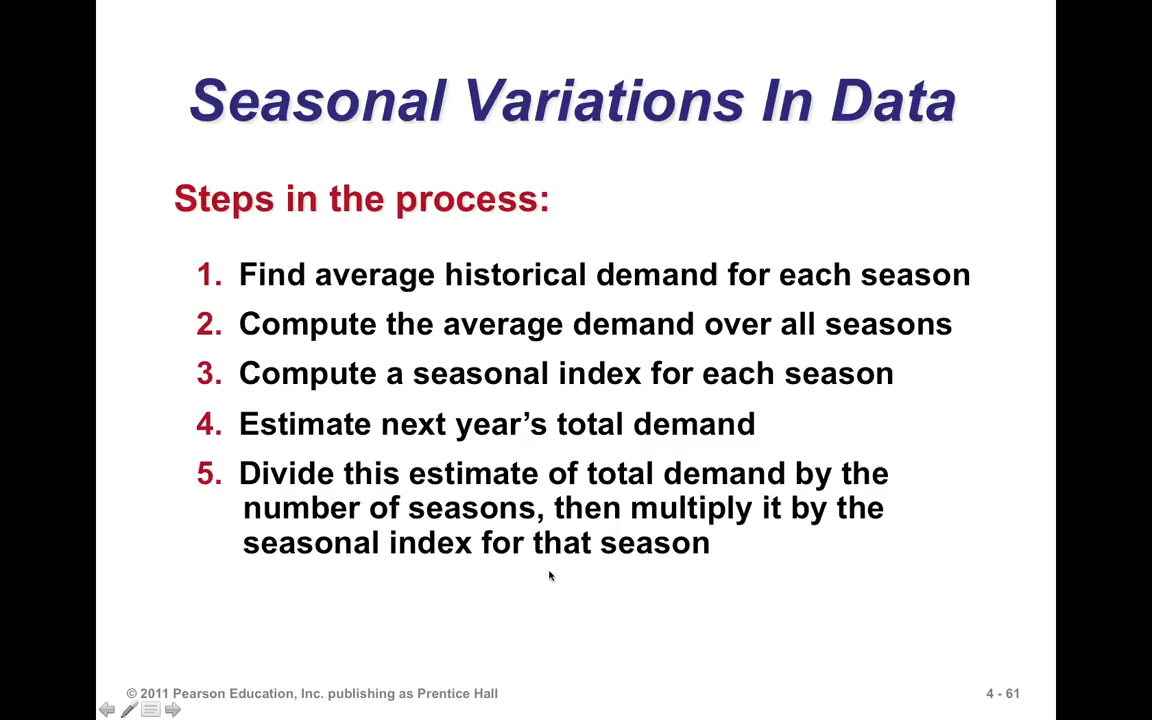 Seasonal Variations In Data
Steps in the process:
1. Find average historical demand for each season
2. Compute the average demand over all seasons
3. Compute a seasonal index for each season
4. Estimate next year’s total demand
5. Divide this estimate of total demand by the
number of seasons, then multiply it by the
seasonal index for that season
© 2011 Pearson Education, Inc. publishing as Prentice Hall
4 - 61